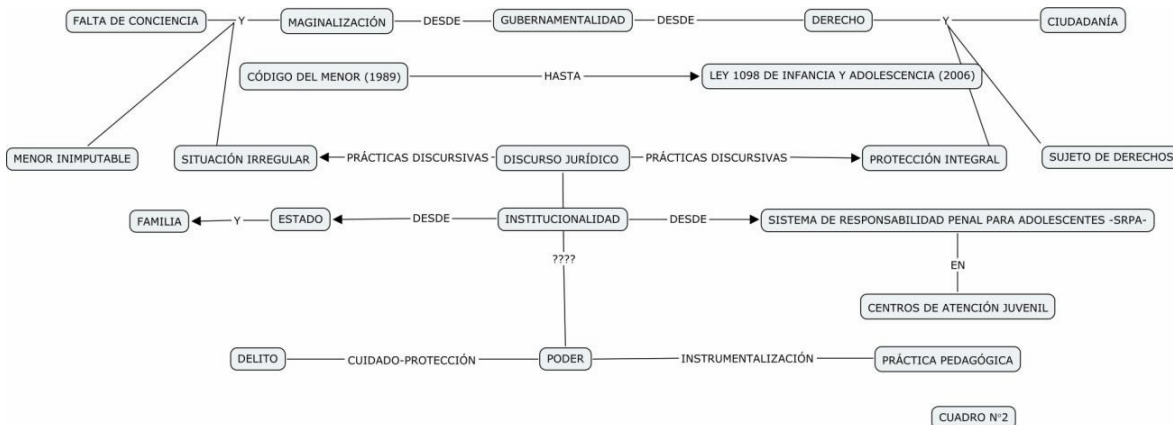 FALTA DE CONCIENCIA Y MAGINALIZACIÓN DESDE GUBERNAMENTALIDAD DESDE DERECHO Y CIUDADANÍA
CÓDIGO DEL MENOR (1989) HASTA LEY 1098 DE INFANCIA Y ADOLESCENCIA (2006)
MENOR INIMPUTABLE SITUACIÓN IRREGULAR PRÁCTICAS DISCURSIVAS DISCURSO JURÍDICO PRÁCTICAS DISCURSIVAS PROTECCIÓN INTEGRAL SUJETO DE DERECHOS
FAMILIA Y ESTADO DESDE INSTITUCIONALIDAD DESDE SISTEMA DE RESPONSABILIDAD PENAL PARA ADOLESCENTES -SRPA-
???? EN
CENTROS DE ATENCIÓN JUVENIL
DELITO CUIDADO-PROTECCIÓN PODER INSTRUMENTALIZACIÓN PRÁCTICA PEDAGÓGICA
CUADRO N°2